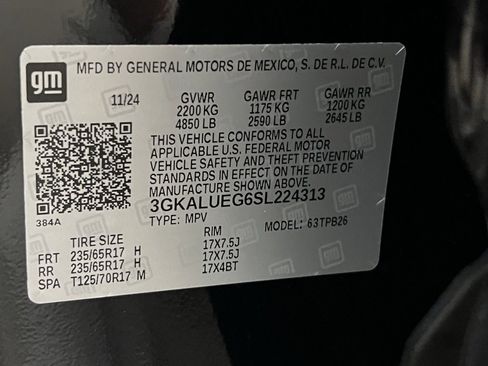 gm
MFD BY GENERAL MOTORS DE MEXICO, S. DE R.L. DE C.V.
11/24 GVWR GAWR FRT GAWR RR
2200 KG 1175 KG 1200 KG
4850 LB 2590 LB 2645 LB
THIS VEHICLE CONFORMS TO ALL
APPLICABLE U.S. FEDERAL MOTOR
VEHICLE SAFETY AND THEFT PREVENTION
STANDARDS IN EFFECT ON THE DATE OF
MANUFACTURE SHOWN ABOVE.
384A 3GKALUEG6SL224313
TYPE: MPV MODEL: 63TPB26
TIRE SIZE RIM
FRT 235/65R17 H 17X7.5J
RR 235/65R17 H 17X7.5J
SPA T125/70R17 M 17X4BT